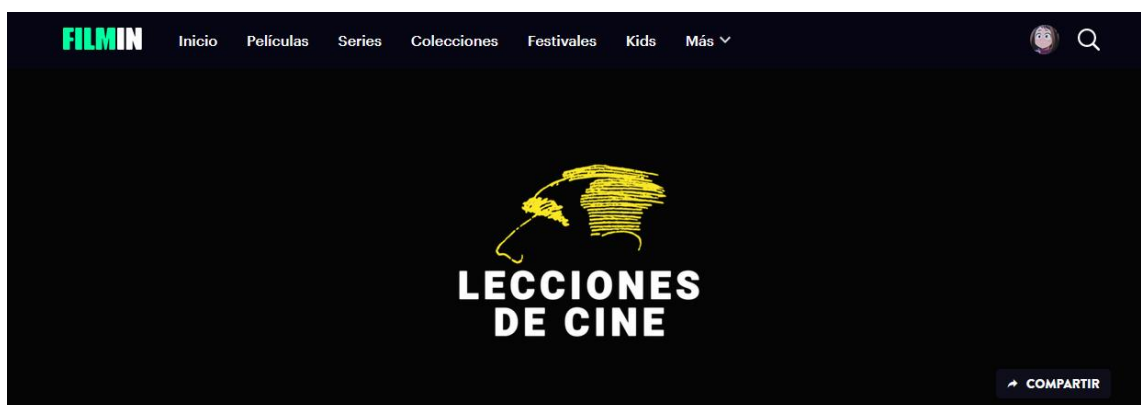 FILMIN Inicio Películas Series Colecciones Festivales Kids Más
LECCIONES
DE CINE
COMPARTIR